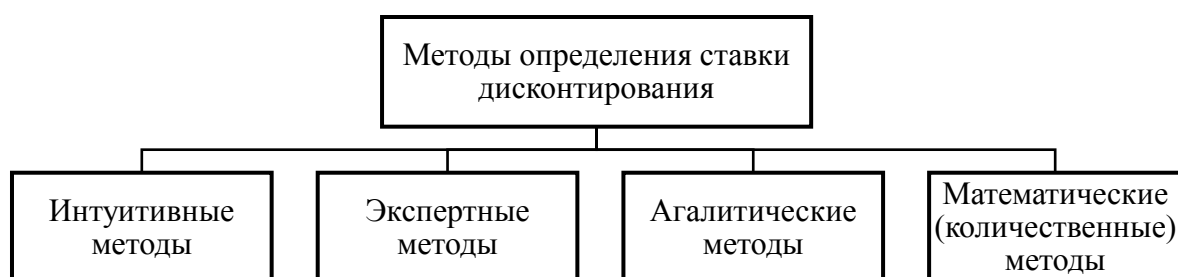 Методы определения ставки
дисконтирования
Интуитивные
методы
Экспертные
методы
Агалитические
методы
Математические
(количественные)
методы